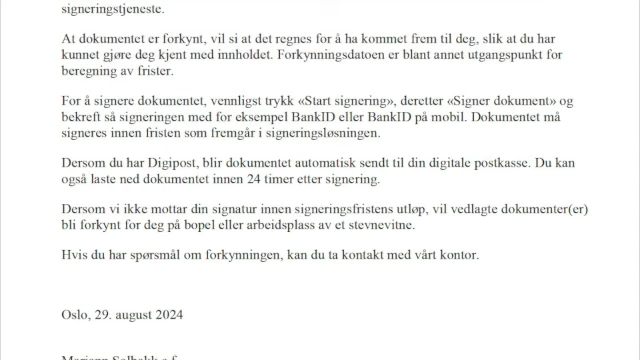 signeringstjeneste.
At dokumentet er forkynt, vil si at det regnes for å ha kommet frem til deg, slik at du har
kunnet gjøre deg kjent med innholdet. Forkynningsdatoen er blant annet utgangspunkt for
beregning av frister.
For å signere dokumentet, vennligst trykk «Start signering», deretter «Signer dokument» og
bekreft så signeringen med for eksempel BankID eller BankID på mobil. Dokumentet må
signeres innen fristen som fremgår i signeringsløsningen.
Dersom du har Digipost, blir dokumentet automatisk sendt til din digitale postkasse. Du kan
også laste ned dokumentet innen 24 timer etter signering.
Dersom vi ikke mottar din signatur innen signeringsfristens utløp, vil vedlagte dokumenter(er)
bli forkynt for deg på bopel eller arbeidsplass av et stevnevitne.
Hvis du har spørsmål om forkynningen, kan du ta kontakt med vårt kontor.
Oslo, 29. august 2024